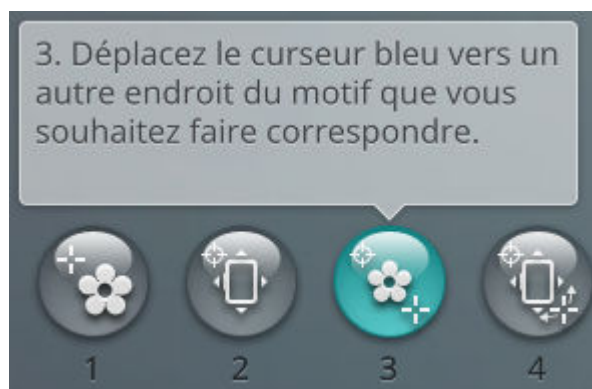 3. Déplacez le curseur bleu vers un
autre endroit du motif que vous
souhaitez faire correspondre.
1 2 3 4